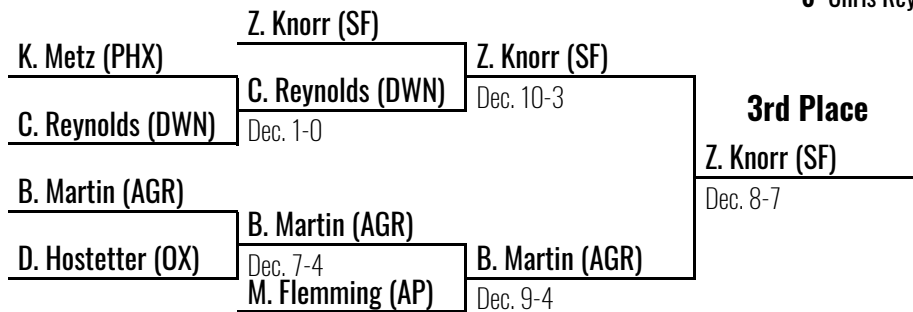 Z. Knorr (SF)
K. Metz (PHX)
Z. Knorr (SF)
C. Reynolds (DWN)
Dec. 10-3
3rd Place
C. Reynolds (DWN)
Dec. 1-0
Z. Knorr (SF)
B. Martin (AGR)
Dec. 8-7
B. Martin (AGR)
D. Hostetter (OX)
Dec. 7-4
B. Martin (AGR)
M. Flemming (AP)
Dec. 9-4